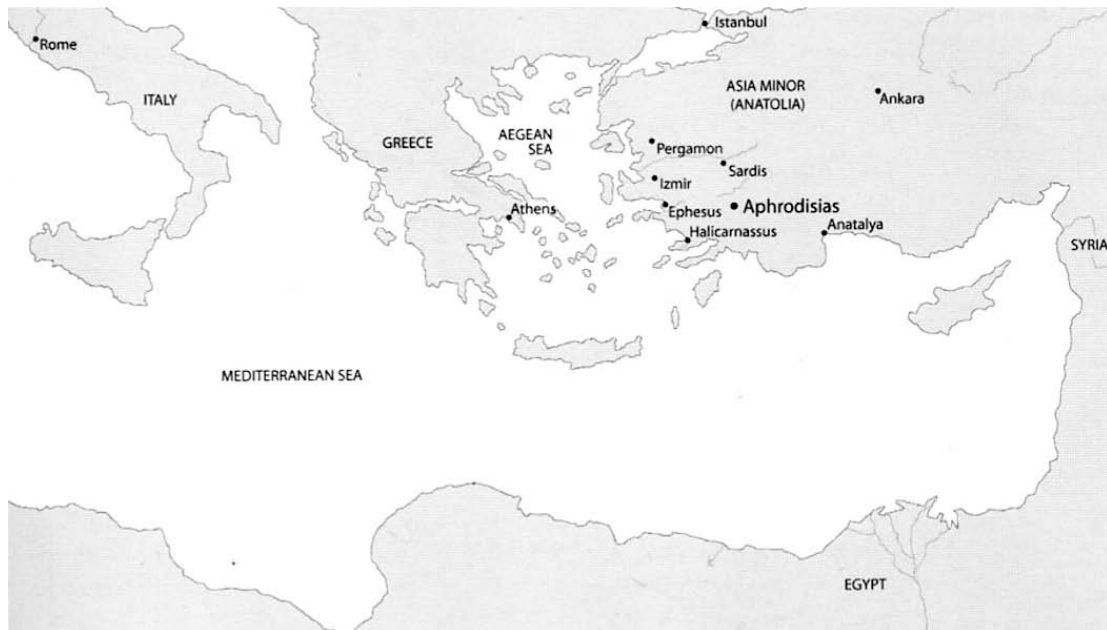 Istanbul
Rome
ITALY
ASIA MINOR
(ANATOLIA)
Ankara
GREECE
AEGEAN
SEA
Pergamon
Sardis
Izmir
Aphrodisias
Athens
Ephesus
Halicarnassus
Anatalya
SYRIA
MEDITERRANEAN SEA
EGYPT